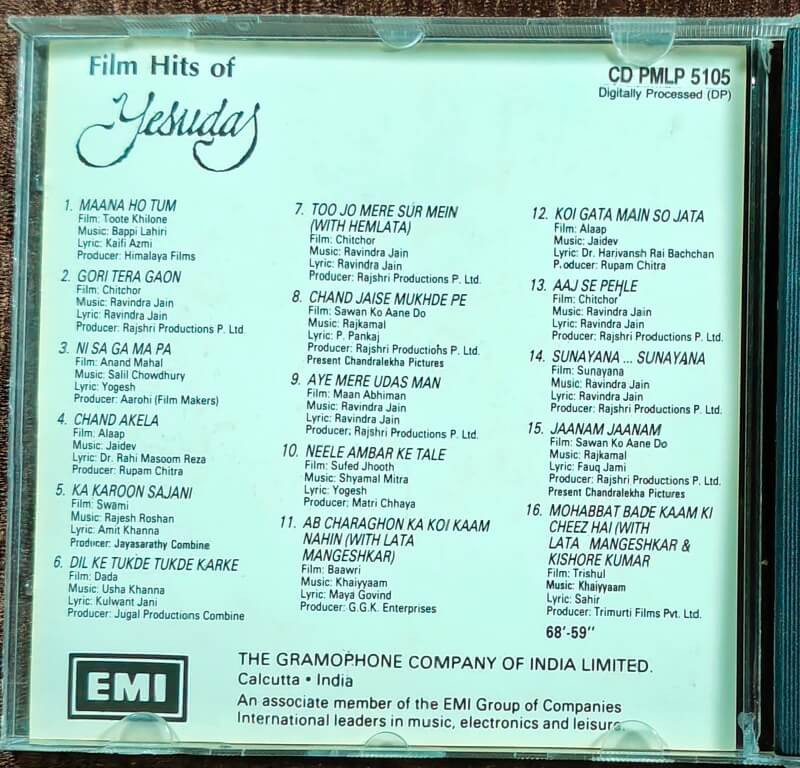 Film Hits of
Yesudas
CD PMLP 5105
Digitally Processed (DP)
1. MAANA HO TUM
Film: Toote Khilone
Music: Bappi Lahiri
Lyric: Kaifi Azmi
Producer: Himalaya Films
2. GORI TERA GAON
Film: Chitchor
Music: Ravindra Jain
Lyric: Ravindra Jain
Producer: Rajshri Productions P. Ltd.
3. NI SA GA MA PA
Film: Anand Mahal
Music: Salil Chowdhury
Lyric: Yogesh
Producer: Aarohi (Film Makers)
4. CHAND AKELA
Film: Alaap
Music: Jaidev
Lyric: Dr. Rahi Masoom Reza
Producer: Rupam Chitra
5. KA KAROON SAJANI
Film: Swami
Music: Rajesh Roshan
Lyric: Amit Khanna
Producer: Jayasarathy Combine
6. DIL KE TUKDE TUKDE KARKE
Film: Dada
Music: Usha Khanna
Lyric: Kulwant Jani
Producer: Jugal Productions Combine
7. TOO JO MERE SUR MEIN
(WITH HEMLATA)
Film: Chitchor
Music: Ravindra Jain
Lyric: Ravindra Jain
Producer: Rajshri Productions P. Ltd.
8. CHAND JAISE MUKHDE PE
Film: Sawan Ko Aane Do
Music: Rajkamal
Lyric: P. Pankaj
Producer: Rajshri Productions P. Ltd.
Present Chandralekha Pictures
9. AYE MERE UDAS MAN
Film: Maan Abhiman
Music: Ravindra Jain
Lyric: Ravindra Jain
Producer: Rajshri Productions P. Ltd.
10. NEELE AMBAR KE TALE
Film: Sufed Jhooth
Music: Shyamal Mitra
Lyric: Yogesh
Producer: Matri Chhaya
11. AB CHARAGHON KA KOI KAAM
NAHIN (WITH LATA
MANGESHKAR)
Film: Baawri
Music: Khaiyyaam
Lyric: Maya Govind
Producer: G.G.K. Enterprises
12. KOI GATA MAIN SO JATA
Film: Alaap
Music: Jaidev
Lyric: Dr. Harivansh Rai Bachchan
Producer: Rupam Chitra
13. AAJ SE PEHLE
Film: Chitchor
Music: Ravindra Jain
Lyric: Ravindra Jain
Producer: Rajshri Productions P. Ltd.
14. SUNAYANA ... SUNAYANA
Film: Sunayana
Music: Ravindra Jain
Lyric: Ravindra Jain
Producer: Rajshri Productions P. Ltd.
15. JAANAM JAANAM
Film: Sawan Ko Aane Do
Music: Rajkamal
Lyric: Fauq Jami
Producer: Rajshri Productions P. Ltd.
Present Chandralekha Pictures
16. MOHABBAT BADE KAAM KI
CHEEZ HAI (WITH
LATA MANGESHKAR &
KISHORE KUMAR
Film: Trishul
Music: Khaiyyaam
Lyric: Sahir
Producer: Trimurti Films Pvt. Ltd.
68'-59"
EMI
THE GRAMOPHONE COMPANY OF INDIA LIMITED.
Calcutta • India
An associate member of the EMI Group of Companies
International leaders in music, electronics and leisure.